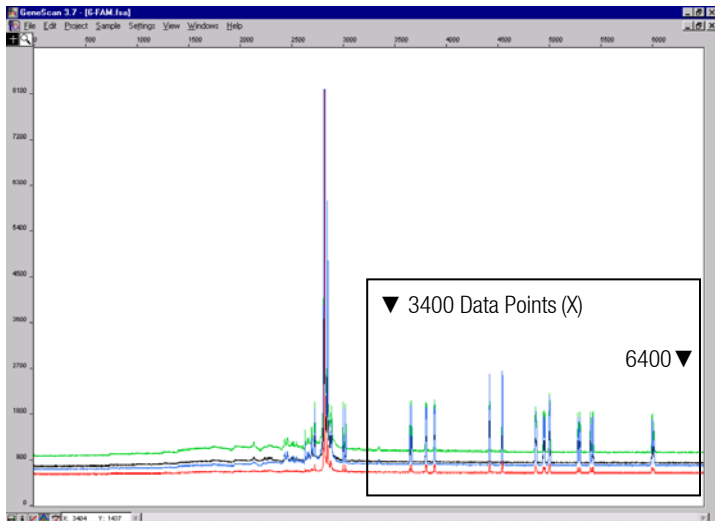 GeneScan 3.7 - [6-FAM.fsa]
File Edit Project Sample Settings View Windows Help
0 500 1000 1500 2000 2500 3000 3500 4000 4500 5000 5500 6000
8100
7200
6300
5400
4500
3600
2700
1800
900
0
▼ 3400 Data Points (X)
6400 ▼
X: 3404 Y: 1437